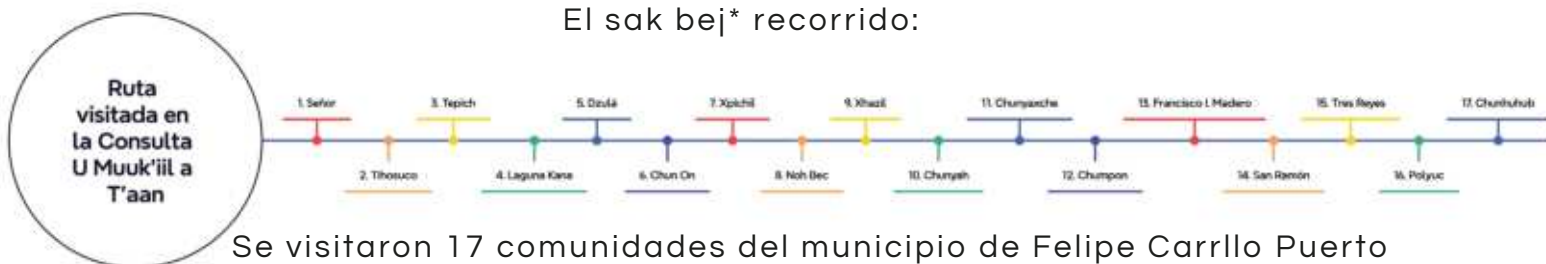 El sak bej* recorrido:
Ruta
visitada en
la Consulta
U Muuk'iil a
T'aan
1. Señor
2. Tihosuco
3. Tepich
4. Laguna Kana
5. Dzulá
6. Chun On
7. Xpichil
8. Noh Bec
9. Xhazil
10. Chunyah
11. Chunyaxche
12. Chumpon
13. Francisco I. Madero
14. San Ramón
15. Tres Reyes
16. Polyuc
17. Chunhuhub
Se visitaron 17 comunidades del municipio de Felipe Carrllo Puerto